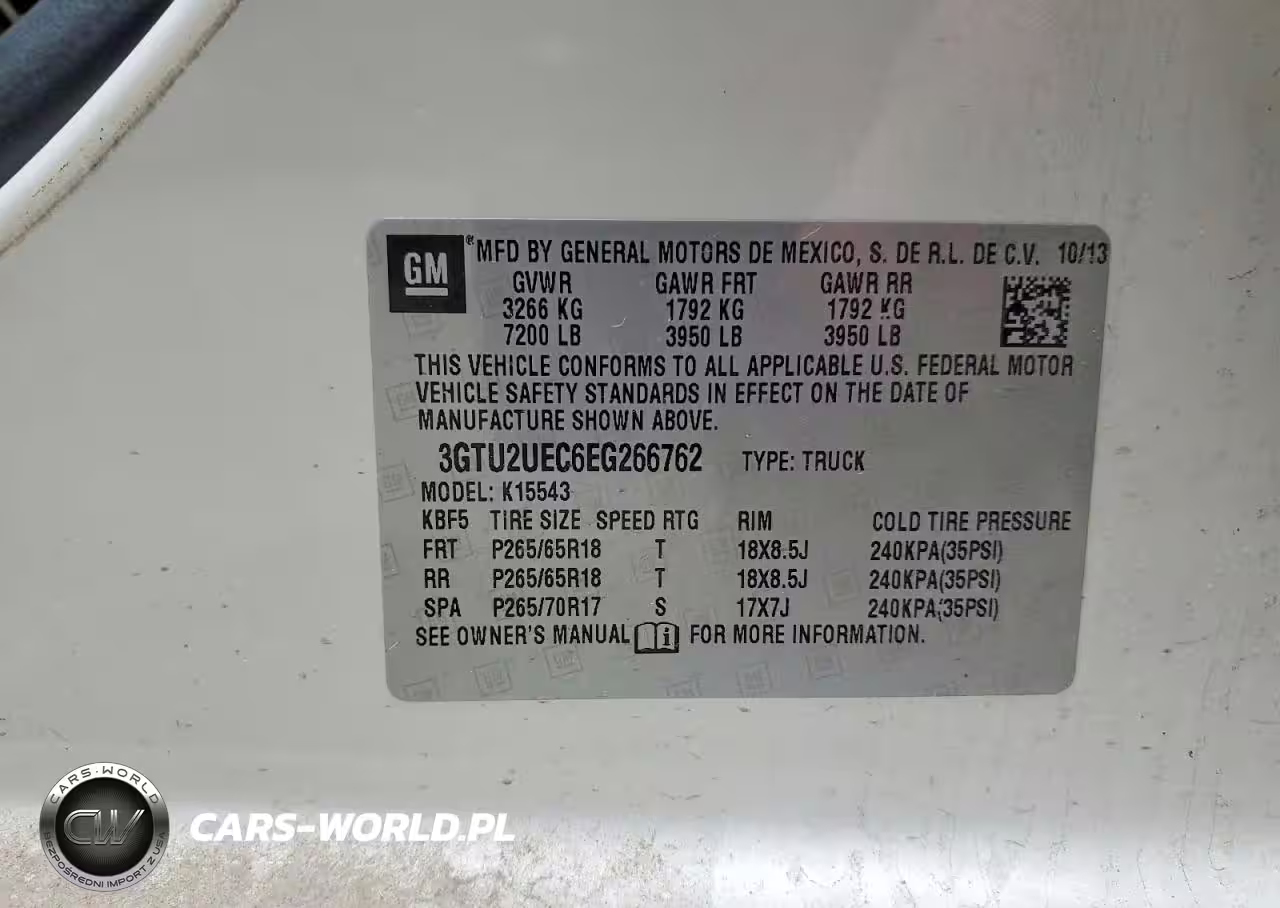 GM® MFD BY GENERAL MOTORS DE MEXICO, S. DE R.L. DE C.V. 10/13
GVWR GAWR FRT GAWR RR
3266 KG 1792 KG 1792 KG
7200 LB 3950 LB 3950 LB
THIS VEHICLE CONFORMS TO ALL APPLICABLE U.S. FEDERAL MOTOR
VEHICLE SAFETY STANDARDS IN EFFECT ON THE DATE OF
MANUFACTURE SHOWN ABOVE.
3GTU2UEC6EG266762 TYPE: TRUCK
MODEL: K15543
KBF5 TIRE SIZE SPEED RTG RIM COLD TIRE PRESSURE
FRT P265/65R18 T 18X8.5J 240KPA(35PSI)
RR P265/65R18 T 18X8.5J 240KPA(35PSI)
SPA P265/70R17 S 17X7J 240KPA(35PSI)
SEE OWNER'S MANUAL i FOR MORE INFORMATION.
CARS-WORLD
CW
BEZPOŚREDNI IMPORT Z USA
CARS-WORLD.PL